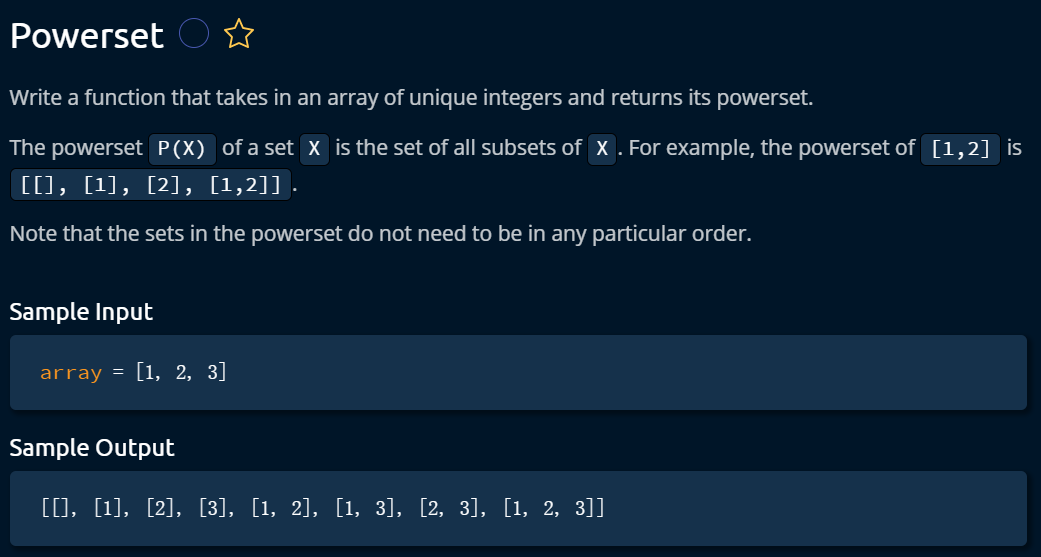 Powerset
Write a function that takes in an array of unique integers and returns its powerset.
The powerset P(X) of a set X is the set of all subsets of X. For example, the powerset of [1,2] is
[[], [1], [2], [1,2]].
Note that the sets in the powerset do not need to be in any particular order.
Sample Input
array = [1, 2, 3]
Sample Output
[[], [1], [2], [3], [1, 2], [1, 3], [2, 3], [1, 2, 3]]